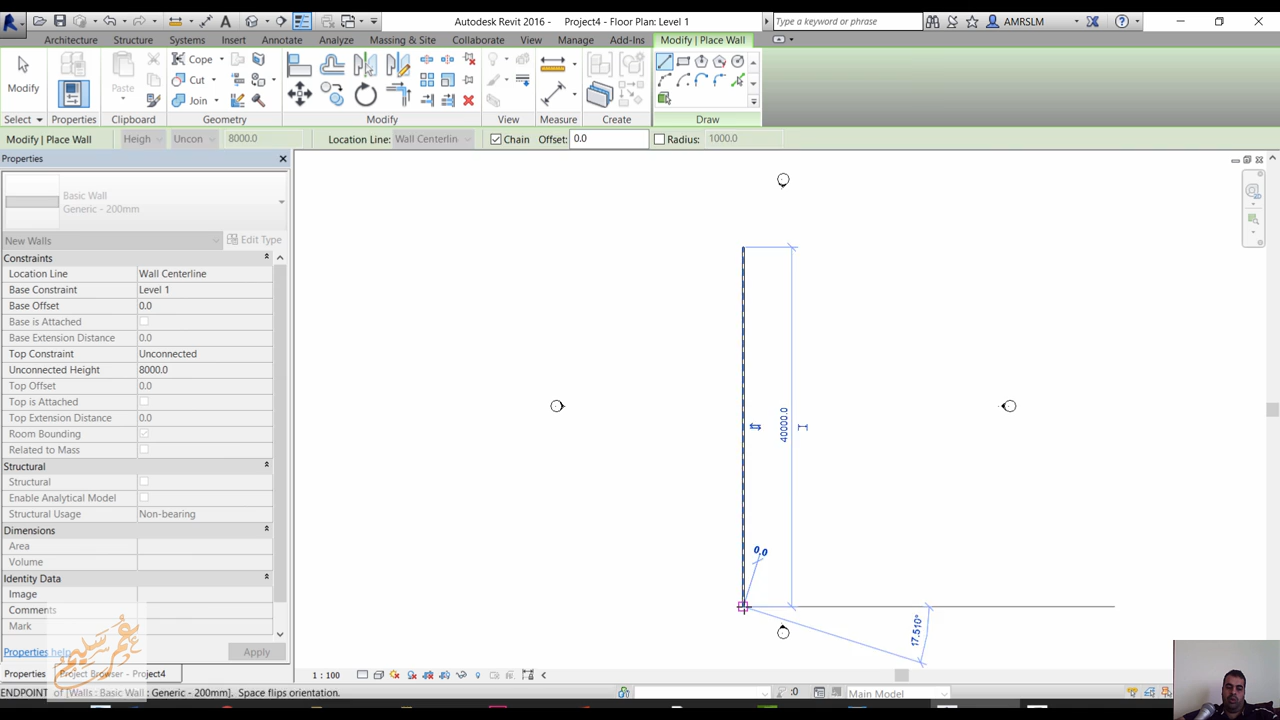 Autodesk Revit 2016 - Project4 - Floor Plan: Level 1
Type a keyword or phrase
AMRSLM
Architecture Structure Systems Insert Annotate Analyze Massing & Site Collaborate View Manage Add-Ins Modify | Place Wall
Modify
Paste
Cope
Cut
Join
Select Properties Clipboard Geometry Modify View Measure Create Draw
Modify | Place Wall Heigh Uncon 8000.0 Location Line: Wall Centerlin Chain Offset: 0.0 Radius: 1000.0
Properties
Basic Wall
Generic - 200mm
New Walls Edit Type
Constraints
Location Line Wall Centerline
Base Constraint Level 1
Base Offset 0.0
Base is Attached
Base Extension Distance 0.0
Top Constraint Unconnected
Unconnected Height 8000.0
Top Offset 0.0
Top is Attached
Top Extension Distance 0.0
Room Bounding
Related to Mass
Structural
Structural
Enable Analytical Model
Structural Usage Non-bearing
Dimensions
Area
Volume
Identity Data
Image
Comments
Mark
Properties help Apply
Properties Project Browser - Project4
40000.0
0.0
17.510°
1 : 100
ENDPOINT of [Walls : Basic Wall : Generic - 200mm]. Space flips orientation.
:0
Main Model